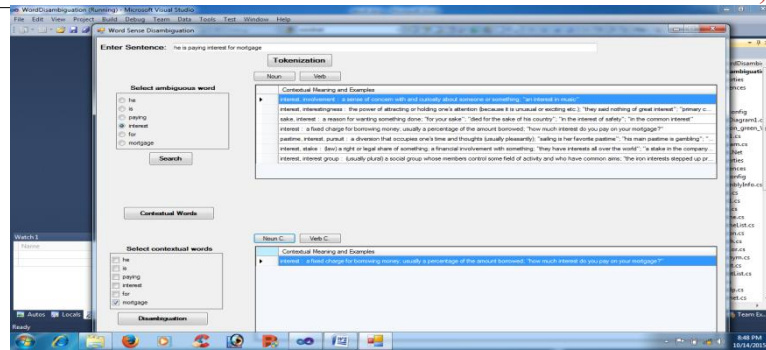 WordDisambiguation (Running) - Microsoft Visual Studio
File Edit View Project Build Debug Team Data Tools Test Window Help
Word Sense Disambiguation
Enter Sentence: he is paying interest for mortgage
Tokenization
Noun Verb
Select ambiguous word
he
is
paying
interest
for
mortgage
Search
Contextual Meaning and Examples
interest, involvement : a sense of concern with and curiosity about someone or something; "an interest in music"
interest, interestingness : the power of attracting or holding one's attention (because it is unusual or exciting etc.); "they said nothing of great interest"; "primary c...
sake, interest : a reason for wanting something done; "for your sake"; "died for the sake of his country"; "in the interest of safety"; "in the common interest"
interest : a fixed charge for borrowing money; usually a percentage of the amount borrowed; "how much interest do you pay on your mortgage?"
pastime, interest, pursuit : a diversion that occupies one's time and thoughts (usually pleasantly); "sailing is her favorite pastime"; "his main pastime is gambling"; "...
interest, stake : (law) a right or legal share of something; a financial involvement with something; "they have interests all over the world"; "a stake in the company...
interest, interest group : (usually plural) a social group whose members control some field of activity and who have common aims; "the iron interests stepped up pr...
Contextual Words
Noun C. Verb C.
Select contextual words
he
is
paying
interest
for
mortgage
Disambiguation
Contextual Meaning and Examples
interest : a fixed charge for borrowing money; usually a percentage of the amount borrowed; "how much interest do you pay on your mortgage?"
Watch 1
Name
Autos Locals
Team Ex...
Ready
8:48 PM
10/14/2015